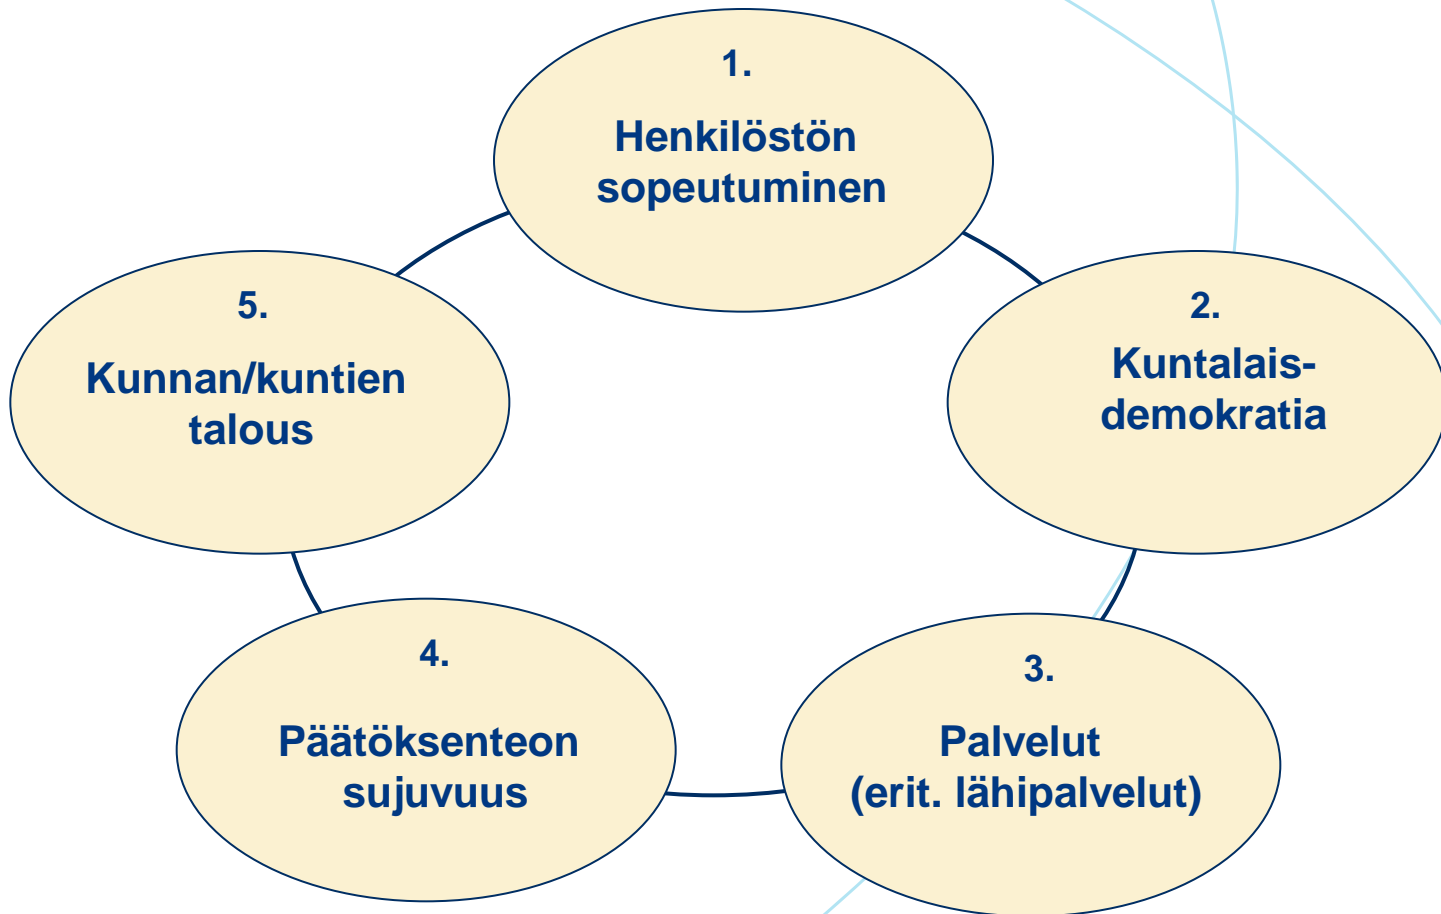 1.
Henkilöstön
sopeutuminen
2.
Kuntalais-
demokratia
3.
Palvelut
(erit. lähipalvelut)
4.
Päätöksenteon
sujuvuus
5.
Kunnan/kuntien
talous